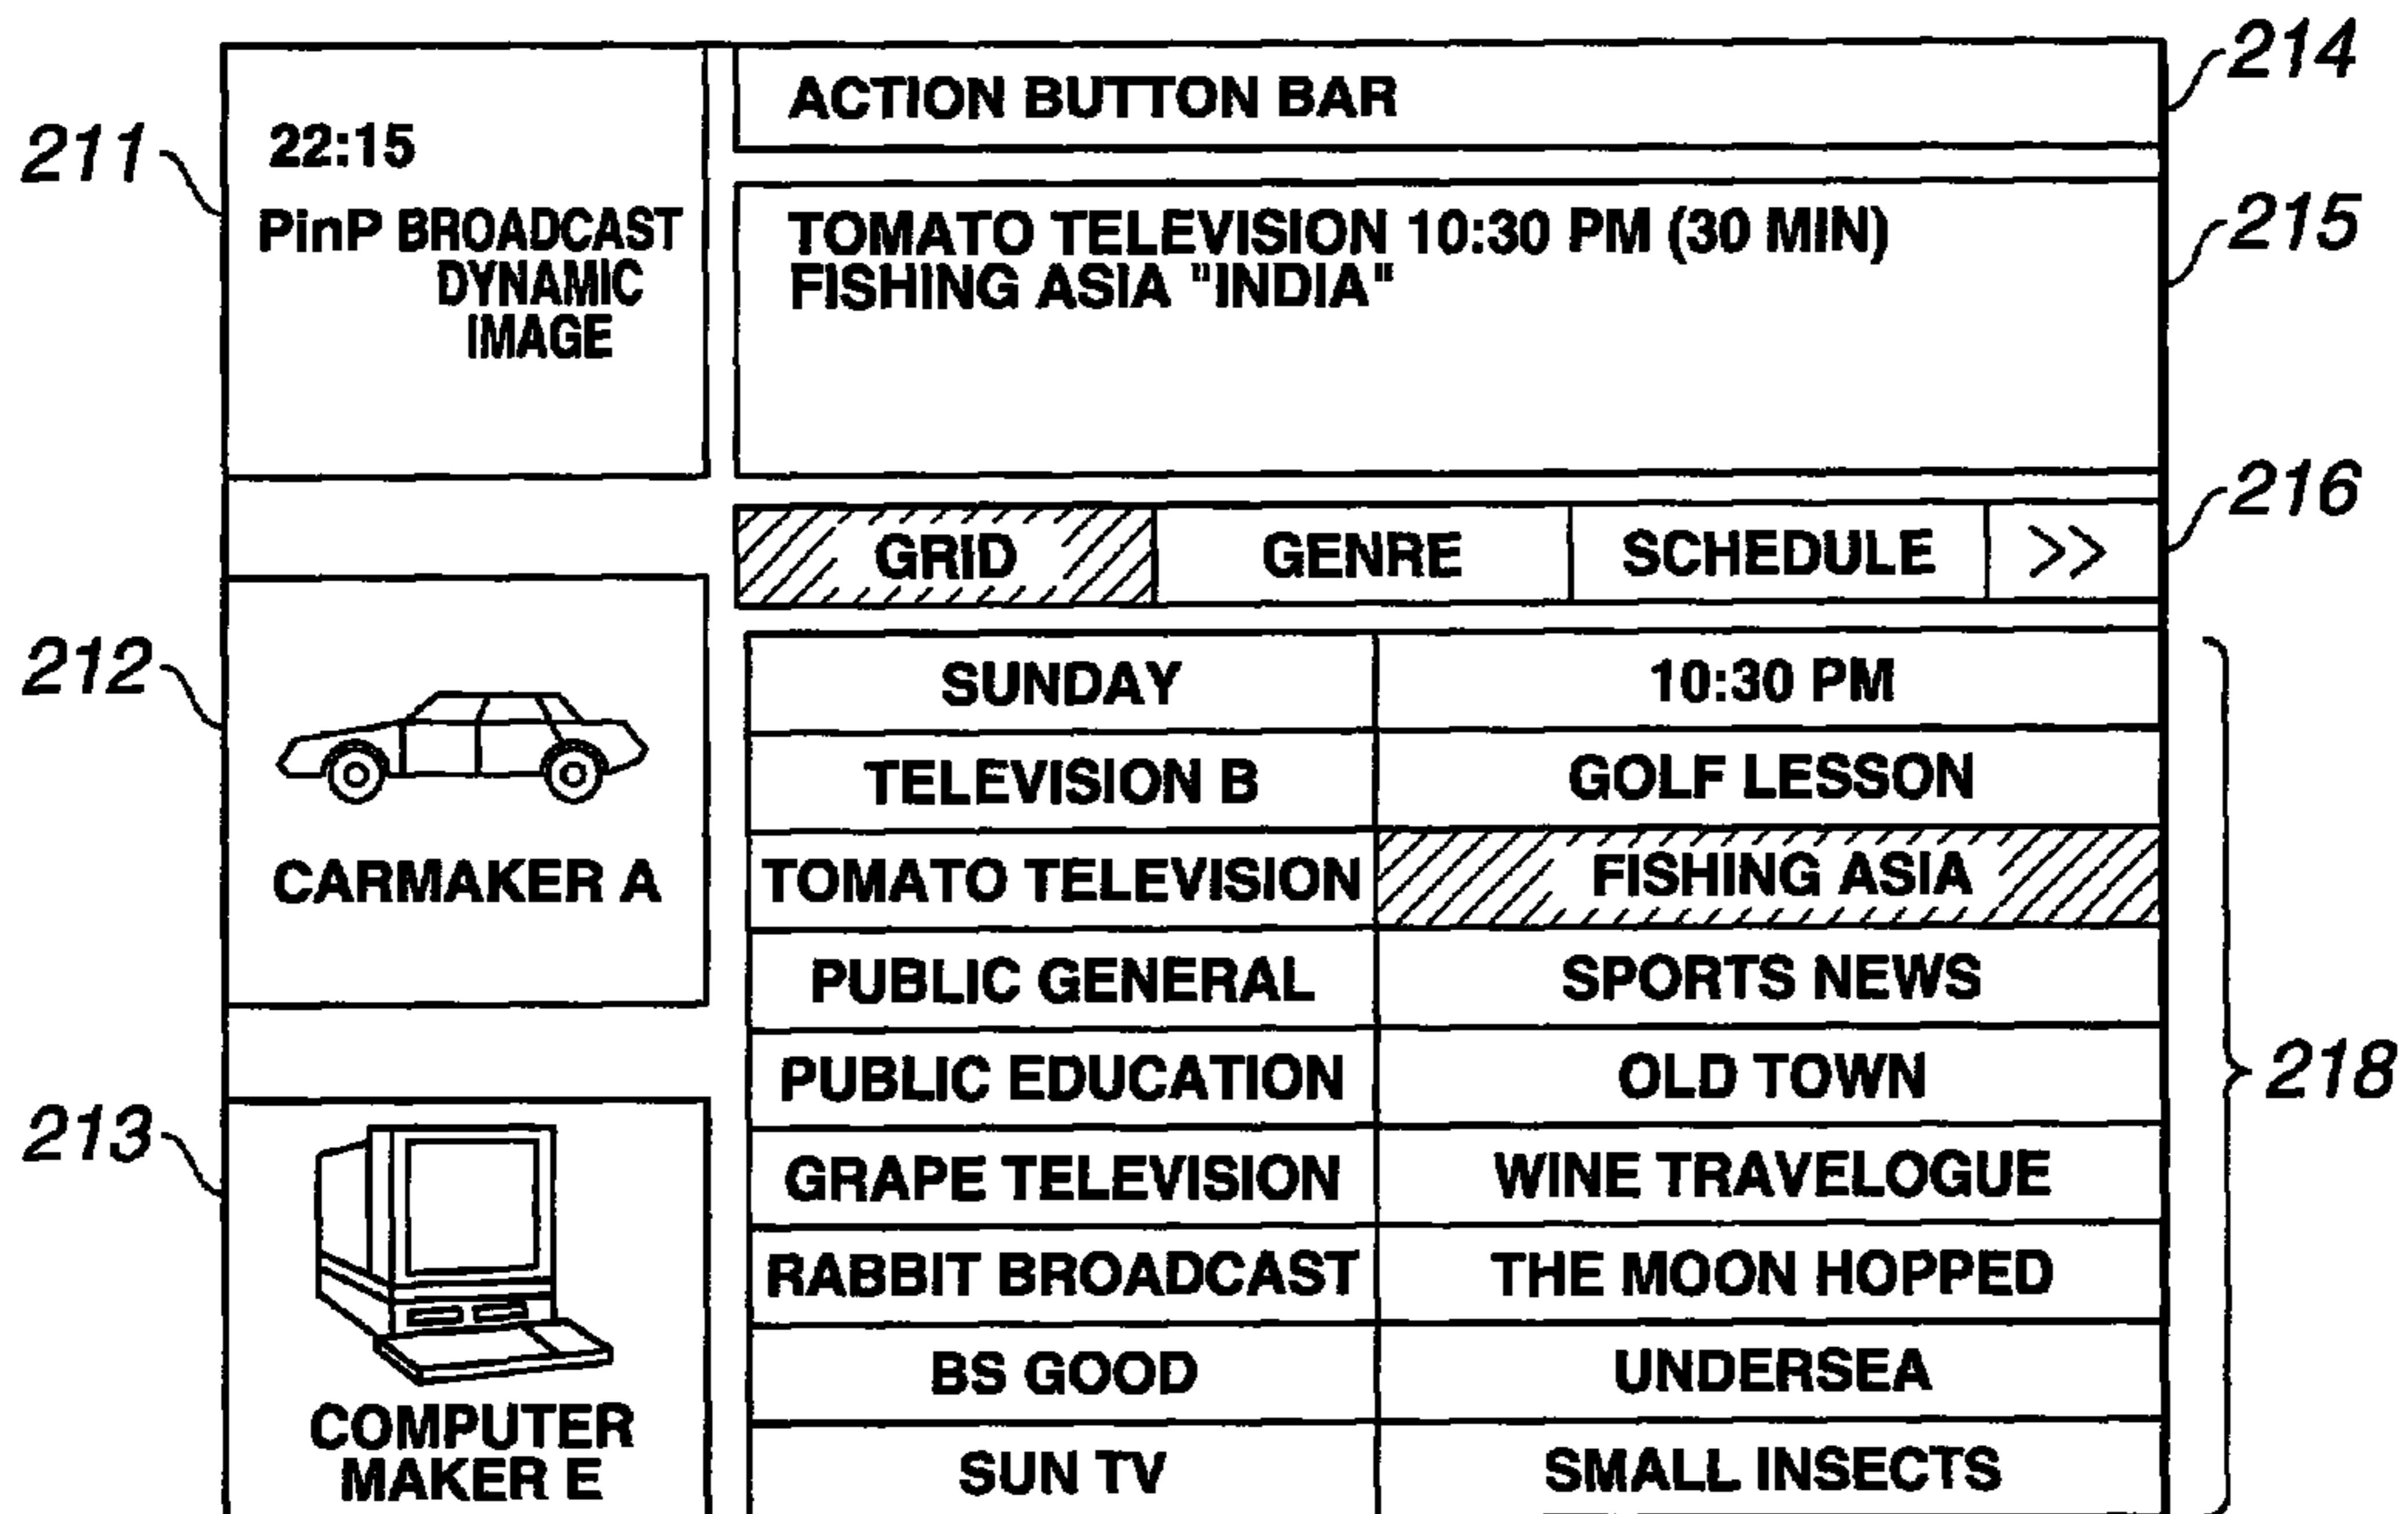 214
ACTION BUTTON BAR
211
22:15
PinP BROADCAST
DYNAMIC
IMAGE
215
TOMATO TELEVISION 10:30 PM (30 MIN)
FISHING ASIA "INDIA"
216
GRID GENRE SCHEDULE >>
212
CARMAKER A
213
COMPUTER
MAKER E
218
SUNDAY 10:30 PM
TELEVISION B GOLF LESSON
TOMATO TELEVISION FISHING ASIA
PUBLIC GENERAL SPORTS NEWS
PUBLIC EDUCATION OLD TOWN
GRAPE TELEVISION WINE TRAVELOGUE
RABBIT BROADCAST THE MOON HOPPED
BS GOOD UNDERSEA
SUN TV SMALL INSECTS